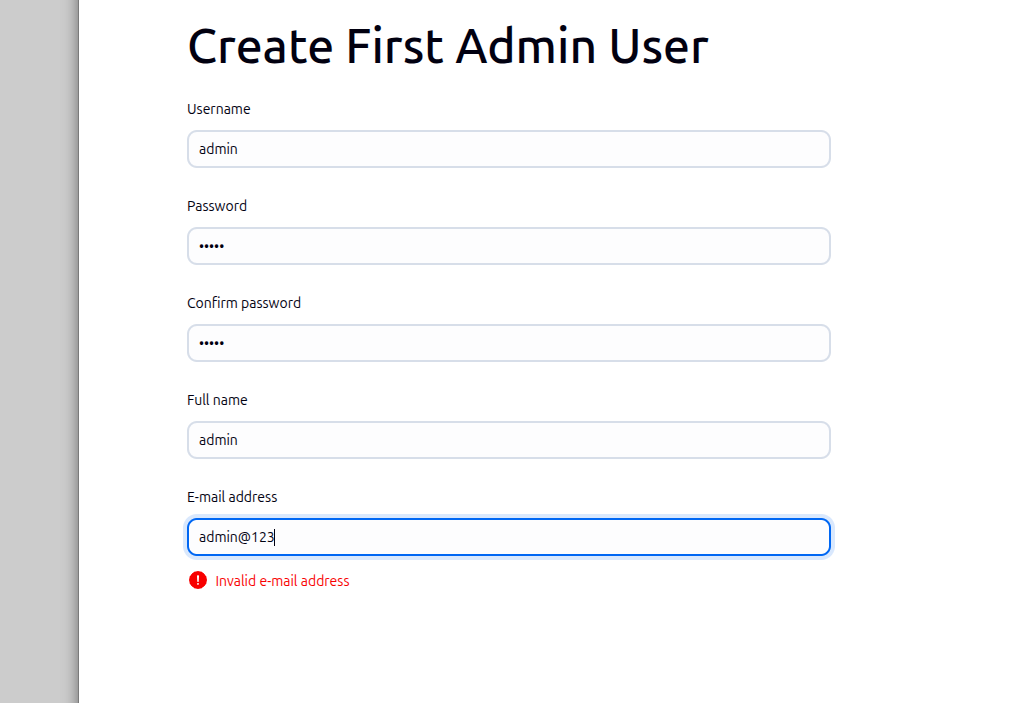 Create First Admin User
Username
admin
Password
•••••
Confirm password
•••••
Full name
admin
E-mail address
admin@123
Invalid e-mail address